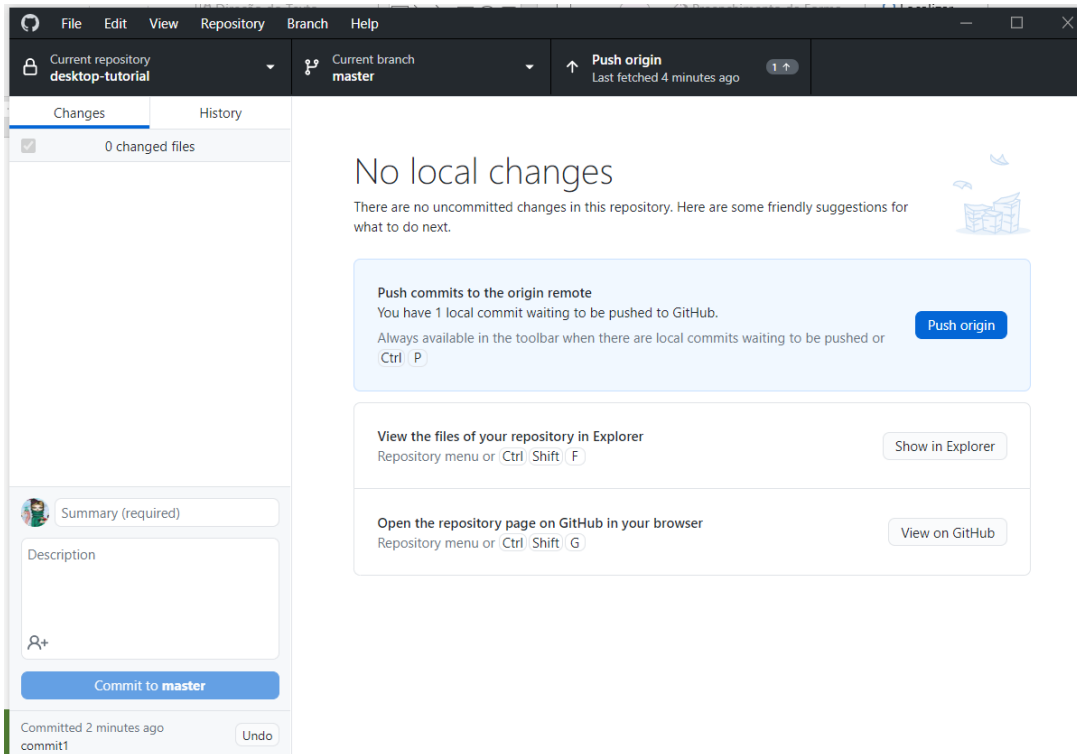 File Edit View Repository Branch Help
Current repository
desktop-tutorial
Current branch
master
Push origin
Last fetched 4 minutes ago
1
Changes History
0 changed files
No local changes
There are no uncommitted changes in this repository. Here are some friendly suggestions for
what to do next.
Push commits to the origin remote
You have 1 local commit waiting to be pushed to GitHub.
Always available in the toolbar when there are local commits waiting to be pushed or
Ctrl P
Push origin
View the files of your repository in Explorer
Repository menu or Ctrl Shift F
Show in Explorer
Open the repository page on GitHub in your browser
Repository menu or Ctrl Shift G
View on GitHub
Summary (required)
Description
Commit to master
Committed 2 minutes ago
commit1
Undo